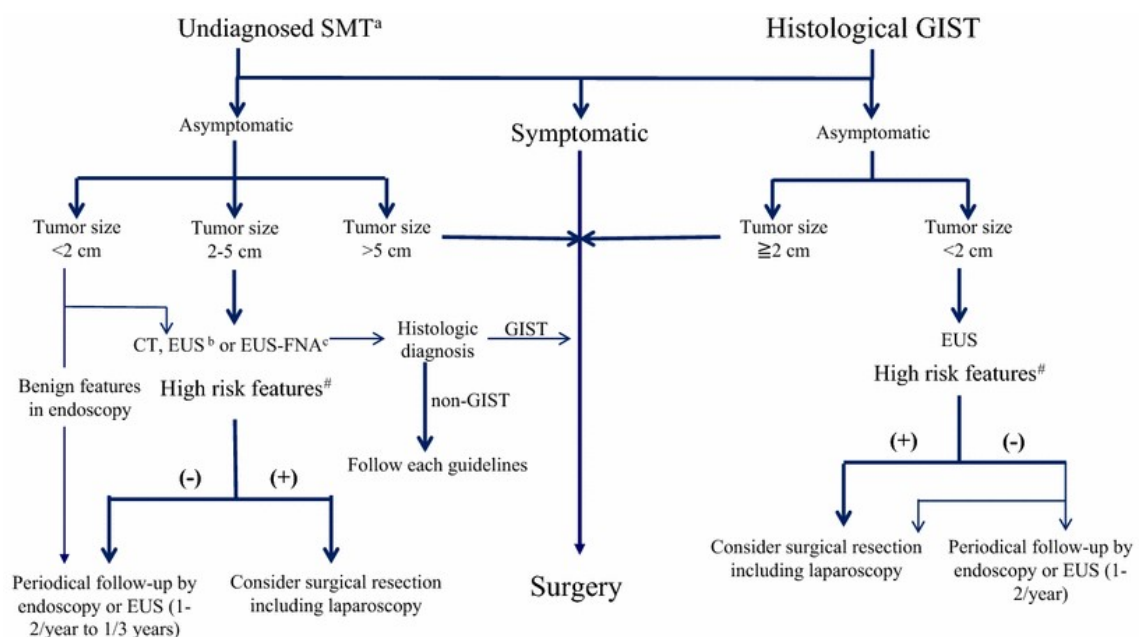 Undiagnosed SMTa
Histological GIST
Asymptomatic
Symptomatic
Asymptomatic
Tumor size
<2 cm
Tumor size
2-5 cm
Tumor size
>5 cm
Tumor size
≧2 cm
Tumor size
<2 cm
CT, EUS b or EUS-FNAc
Histologic
diagnosis
GIST
EUS
Benign features
in endoscopy
High risk features#
non-GIST
High risk features#
Follow each guidelines
(-)
(+)
(+)
(-)
Periodical follow-up by
endoscopy or EUS (1-
2/year to 1/3 years)
Consider surgical resection
including laparoscopy
Surgery
Consider surgical resection
including laparoscopy
Periodical follow-up by
endoscopy or EUS (1-
2/year)